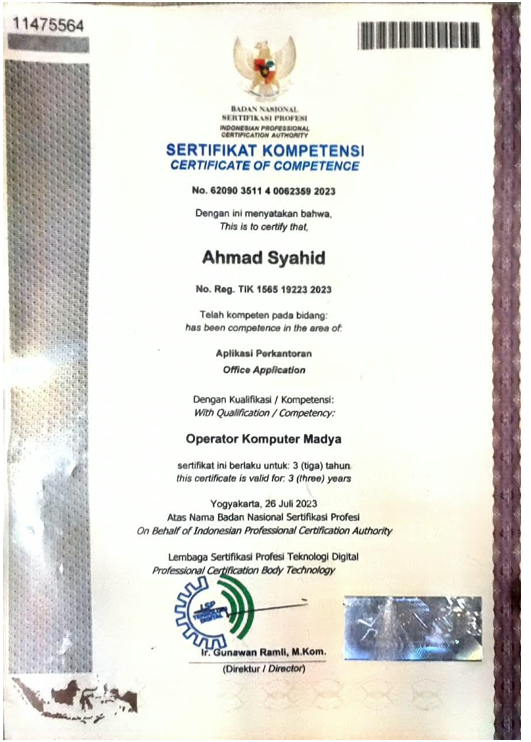 11475564
BADAN NASIONAL
SERTIFIKASI PROFESI
INDONESIAN PROFESSIONAL
CERTIFICATION AUTHORITY
SERTIFIKAT KOMPETENSI
CERTIFICATE OF COMPETENCE
No. 62090 3511 4 0062359 2023
Dengan ini menyatakan bahwa,
This is to certify that,
Ahmad Syahid
No. Reg. TIK 1565 19223 2023
Telah kompeten pada bidang:
has been competence in the area of:
Aplikasi Perkantoran
Office Application
Dengan Kualifikasi / Kompetensi:
With Qualification / Competency:
Operator Komputer Madya
sertifikat ini berlaku untuk: 3 (tiga) tahun
this certificate is valid for: 3 (three) years
Yogyakarta, 26 Juli 2023
Atas Nama Badan Nasional Sertifikasi Profesi
On Behalf of Indonesian Professional Certification Authority
Lembaga Sertifikasi Profesi Teknologi Digital
Professional Certification Body Technology
LSP
TEKNOLOGI
DIGITAL
Ir. Gunawan Ramli, M.Kom.
(Direktur / Director)